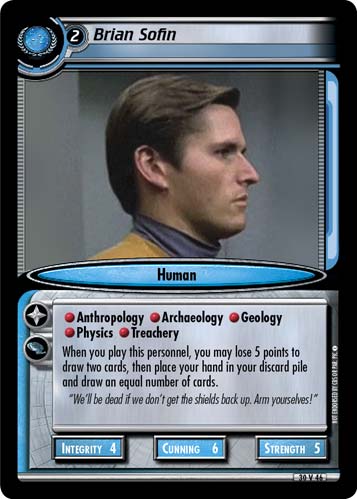 2 Brian Sofin
Human
Anthropology Archaeology Geology
Physics Treachery
When you play this personnel, you may lose 5 points to
draw two cards, then place your hand in your discard pile
and draw an equal number of cards.
"We'll be dead if we don't get the shields back up. Arm yourselves!"
INTEGRITY 4 CUNNING 6 STRENGTH 5
30 V 46